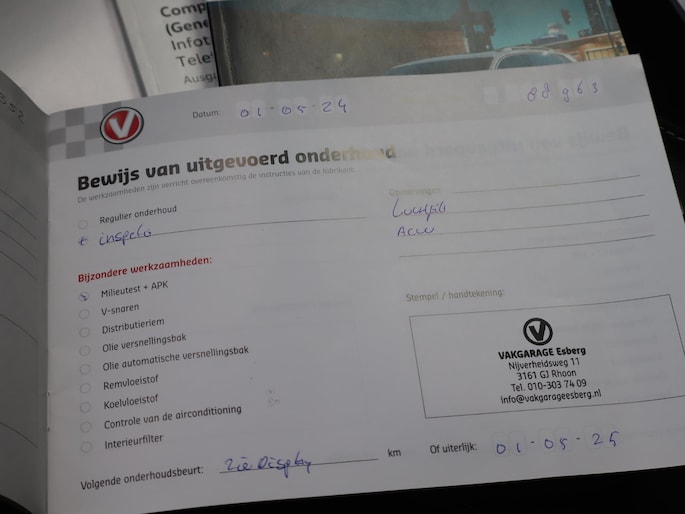 Comp
(Gene
Infot
Tele
Ausga
352
V
Datum: 01-05-24
88963
Bewijs van uitgevoerd onderhoud
De werkzaamheden zijn verricht overeenkomstig de instructies van de fabrikant.
Regulier onderhoud
+ inspectie
Bijzondere werkzaamheden:
Milieutest + APK
V-snaren
Distributieriem
Olie versnellingsbak
Olie automatische versnellingsbak
Remvloeistof
Koelvloeistof
Controle van de airconditioning
Interieurfilter
Volgende onderhoudsbeurt: zie Display km
Opmerkingen:
Luchtfilt
Accu
Stempel / handtekening:
V
VAKGARAGE Esberg
Nijverheidsweg 11
3161 GJ Rhoon
Tel. 010-303 74 09
info@vakgarageesberg.nl
Of uiterlijk: 01-05-25